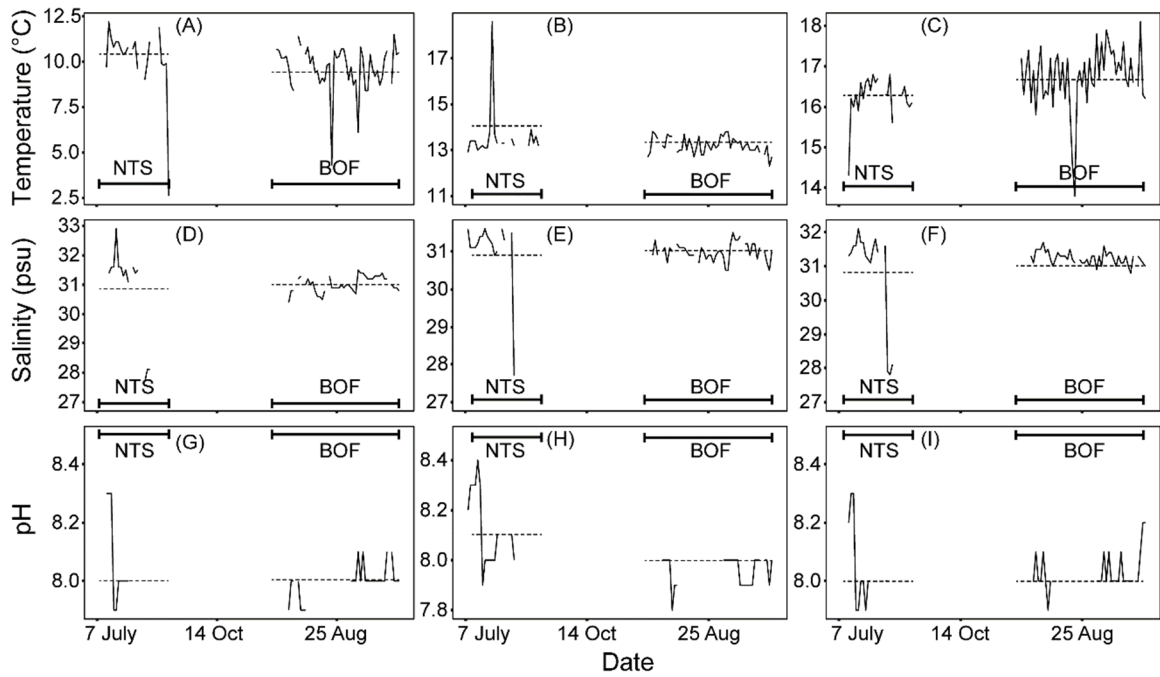 Temperature (°C)
12.5
10.0
7.5
5.0
2.5
(A)
NTS
BOF
17
15
13
11
(B)
NTS
BOF
18
17
16
15
14
(C)
NTS
BOF
Salinity (psu)
33
32
31
30
29
28
27
(D)
NTS
BOF
31
30
29
28
27
(E)
NTS
BOF
32
31
30
29
28
27
(F)
NTS
BOF
pH
8.4
8.2
8.0
(G)
NTS
BOF
7 July
14 Oct
25 Aug
8.4
8.2
8.0
7.8
(H)
NTS
BOF
7 July
14 Oct
25 Aug
8.4
8.2
8.0
(I)
NTS
BOF
7 July
14 Oct
25 Aug
Date